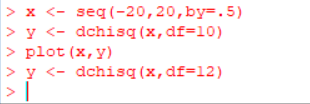 > x <- seq(-20,20,by=.5)
> y <- dchisq(x,df=10)
> plot(x,y)
> y <- dchisq(x,df=12)
>